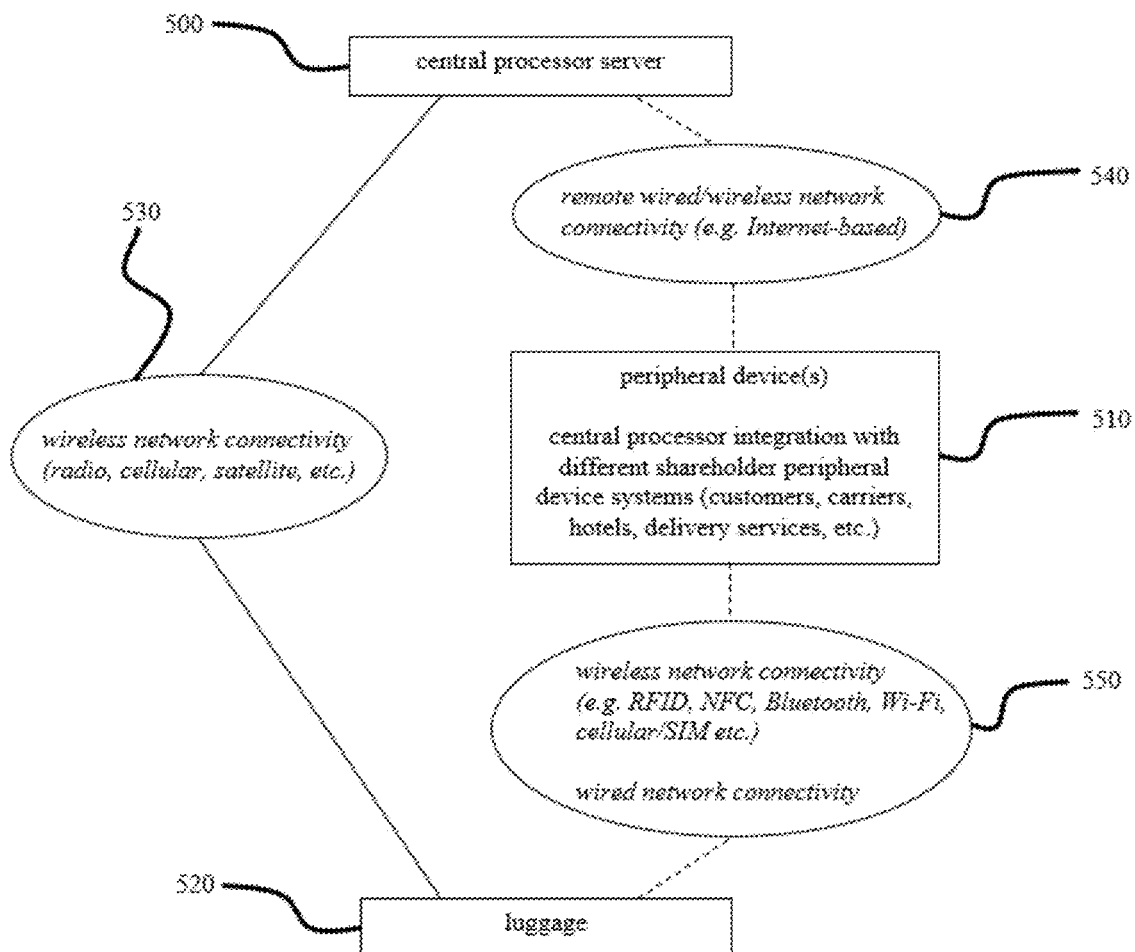 500
central processor server
remote wired/wireless network
connectivity (e.g. Internet-based)
540
530
wireless network connectivity
(radio, cellular, satellite, etc.)
peripheral device(s)
central processor integration with
different shareholder peripheral
device systems (customers, carriers,
hotels, delivery services, etc.)
510
wireless network connectivity
(e.g. RFID, NFC, Bluetooth, Wi-Fi,
cellular/SIM etc.)
wired network connectivity
550
520
luggage